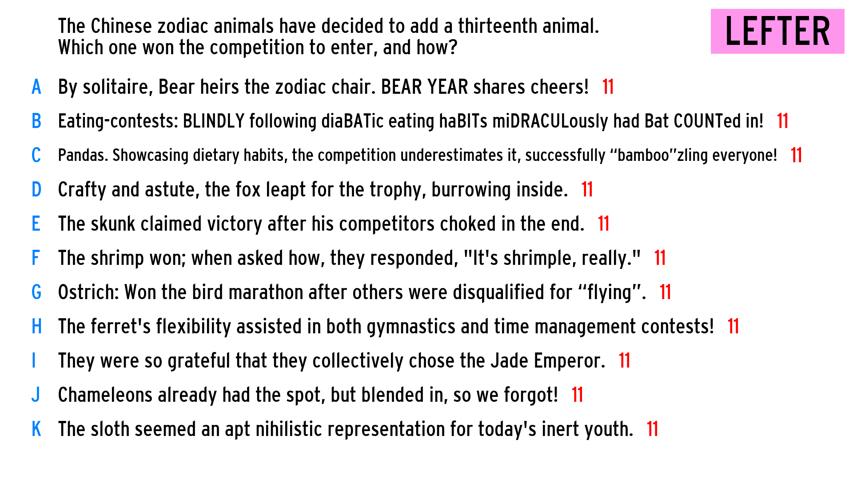 The Chinese zodiac animals have decided to add a thirteenth animal.
Which one won the competition to enter, and how?
LEFTER
A By solitaire, Bear heirs the zodiac chair. BEAR YEAR shares cheers! 11
B Eating-contests: BLINDLY following diaBATic eating haBITs miDRACULously had Bat COUNTed in! 11
C Pandas. Showcasing dietary habits, the competition underestimates it, successfully “bamboo”zling everyone! 11
D Crafty and astute, the fox leapt for the trophy, burrowing inside. 11
E The skunk claimed victory after his competitors choked in the end. 11
F The shrimp won; when asked how, they responded, "It's shrimple, really." 11
G Ostrich: Won the bird marathon after others were disqualified for “flying”. 11
H The ferret's flexibility assisted in both gymnastics and time management contests! 11
I They were so grateful that they collectively chose the Jade Emperor. 11
J Chameleons already had the spot, but blended in, so we forgot! 11
K The sloth seemed an apt nihilistic representation for today's inert youth. 11